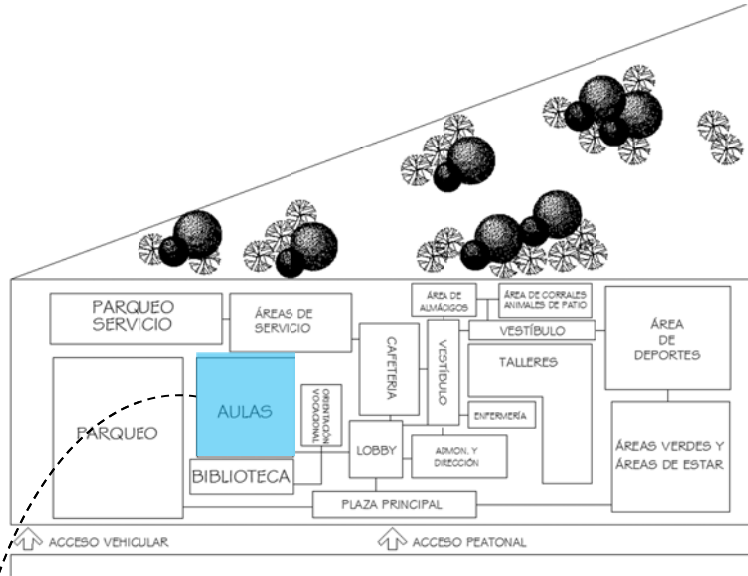 PARQUEO
SERVICIO
ÁREAS DE
SERVICIO
ÁREA DE
ALMÁCIGOS
ÁREA DE CORRALES
ANIMALES DE PATIO
VESTÍBULO
ÁREA
DE
DEPORTES
CAFETERIA
VESTÍBULO
TALLERES
AULAS
ORIENTACIÓN
VOCACIONAL
PARQUEO
ENFERMERÍA
BIBLIOTECA
LOBBY
ADMON. Y
DIRECCIÓN
ÁREAS VERDES Y
ÁREAS DE ESTAR
PLAZA PRINCIPAL
ACCESO VEHICULAR
ACCESO PEATONAL